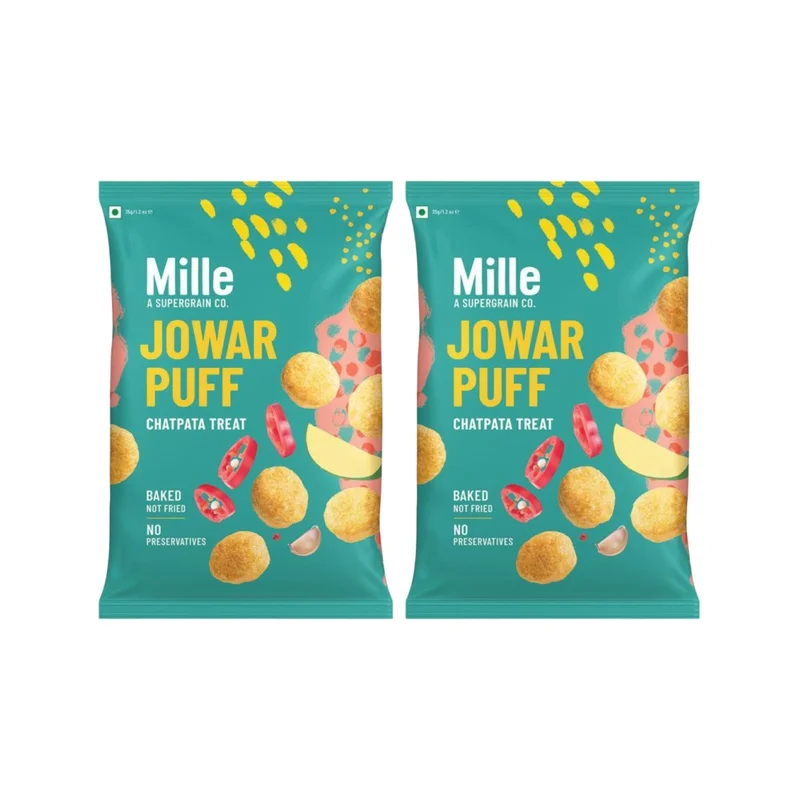 Mille
A SUPERGRAIN CO.
JOWAR
PUFF
CHATPATA TREAT
BAKED
NOT FRIED
NO
PRESERVATIVES
Mille
A SUPERGRAIN CO.
JOWAR
PUFF
CHATPATA TREAT
BAKED
NOT FRIED
NO
PRESERVATIVES